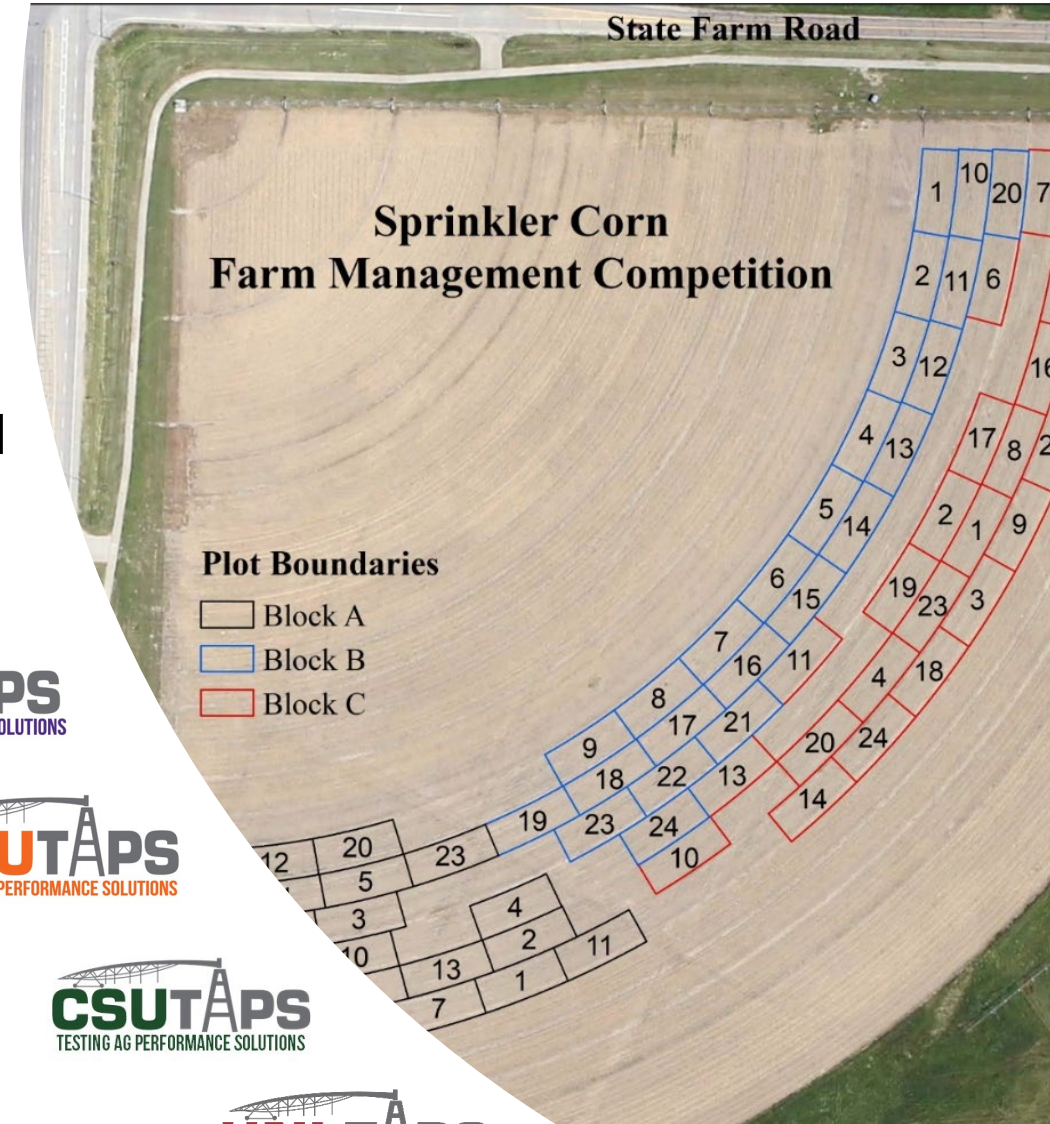 State Farm Road
Sprinkler Corn
Farm Management Competition
1 10 20 7
2 11 6
3 12 16
4 13 17 8 2
5 14 2 1 9
6 15 19 23 3
7 16 11 4 18
8 17 21 20 24
9 18 22 13 14
19 23 24
10
Plot Boundaries
Block A
Block B
Block C
12 20 23
5
3 4
10 13 2 11
7 1
PS
OLUTIONS
UTAPS
PERFORMANCE SOLUTIONS
CSUTAPS
TESTING AG PERFORMANCE SOLUTIONS